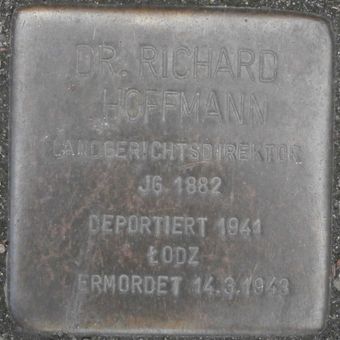 DR. RICHARD
HOFFMANN
LANDGERICHTSDIREKTOR
JG. 1882
DEPORTIERT 1941
ŁODZ
ERMORDET 14.3.1943